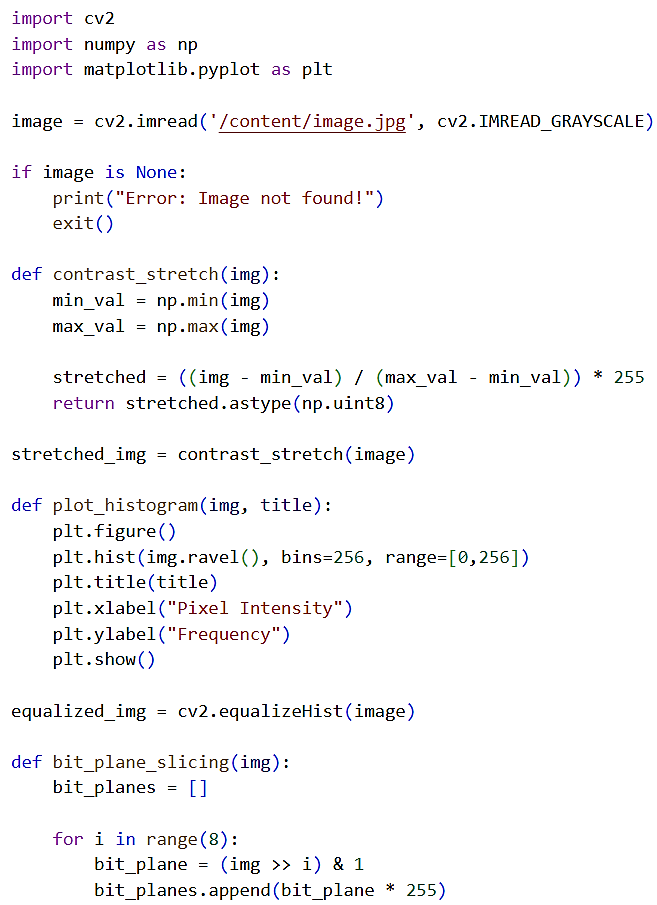 import cv2
import numpy as np
import matplotlib.pyplot as plt

image = cv2.imread('/content/image.jpg', cv2.IMREAD_GRAYSCALE)

if image is None:
    print("Error: Image not found!")
    exit()

def contrast_stretch(img):
    min_val = np.min(img)
    max_val = np.max(img)

    stretched = ((img - min_val) / (max_val - min_val)) * 255
    return stretched.astype(np.uint8)

stretched_img = contrast_stretch(image)

def plot_histogram(img, title):
    plt.figure()
    plt.hist(img.ravel(), bins=256, range=[0,256])
    plt.title(title)
    plt.xlabel("Pixel Intensity")
    plt.ylabel("Frequency")
    plt.show()

equalized_img = cv2.equalizeHist(image)

def bit_plane_slicing(img):
    bit_planes = []

    for i in range(8):
        bit_plane = (img >> i) & 1
        bit_planes.append(bit_plane * 255)